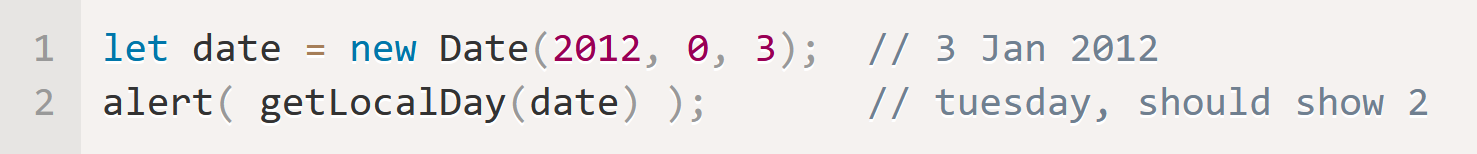 1 let date = new Date(2012, 0, 3);  // 3 Jan 2012
2 alert( getLocalDay(date) );       // tuesday, should show 2